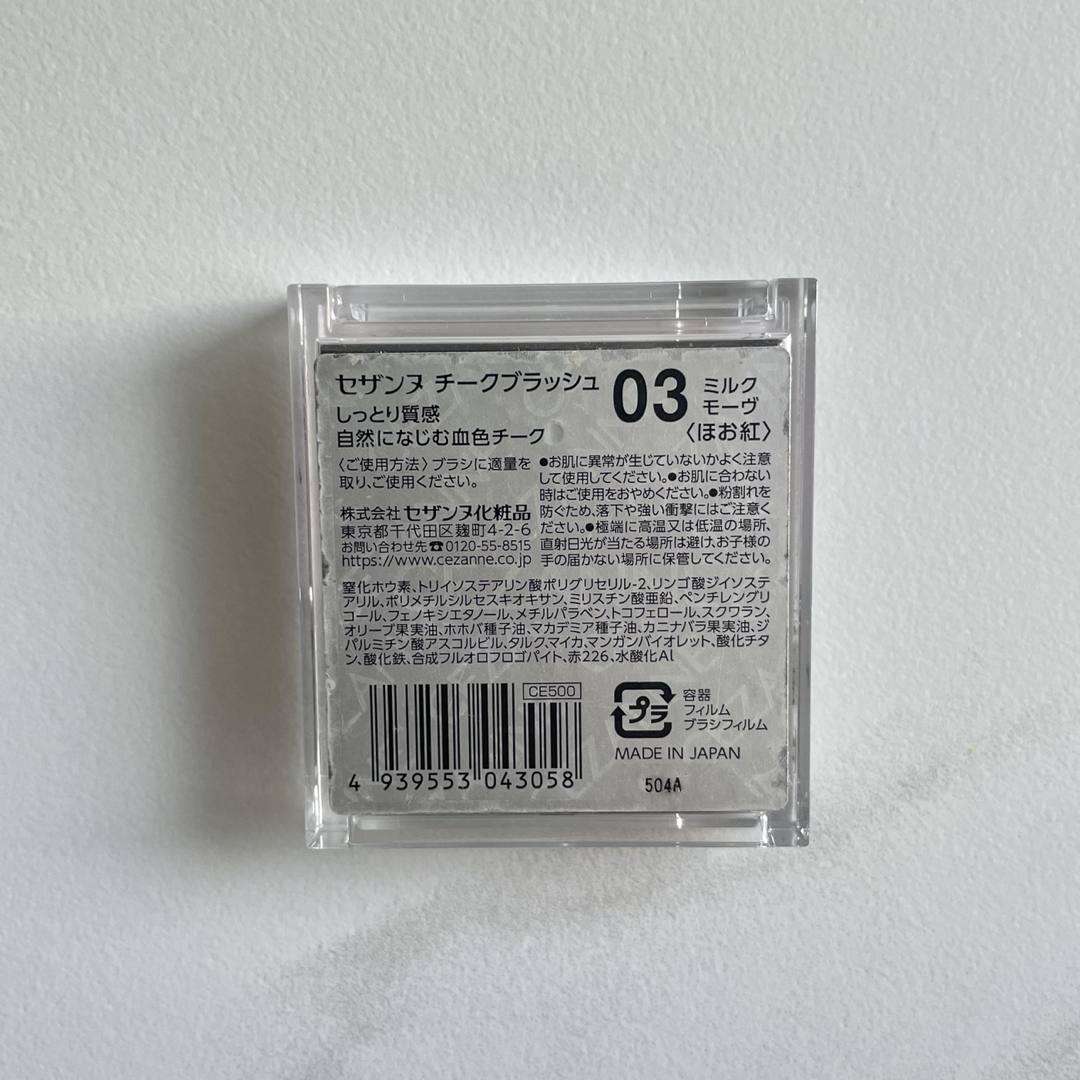 セザンヌ チークブラッシュ
03 ミルク
モーヴ
しっとり質感
自然になじむ血色チーク
〈ほお紅〉
〈ご使用方法〉ブラシに適量を
取り、ご使用ください。
株式会社 セザンヌ化粧品
東京都千代田区麹町4-2-6
お問い合わせ先☎0120-55-8515
https://www.cezanne.co.jp
●お肌に異常が生じていないかよく注意
して使用してください。●お肌に合わない
時はご使用をおやめください。●粉割れを
防ぐため、落下や強い衝撃にはご注意く
ださい。●極端に高温又は低温の場所、
直射日光が当たる場所は避け、お子様の
手の届かない場所に保管してください。
窒化ホウ素、トリイソステアリン酸ポリグリセリル-2、リンゴ酸ジイソステ
アリル、ポリメチルシルセスキオキサン、ミリスチン酸亜鉛、ペンチレングリ
コール、フェノキシエタノール、メチルパラベン、トコフェロール、スクワラン、
オリーブ果実油、ホホバ種子油、マカデミア種子油、カニナバラ果実油、ジ
パルミチン酸アスコルビル、タルク、マイカ、マンガンバイオレット、酸化チタ
ン、酸化鉄、合成フルオロフロゴパイト、赤226、水酸化Al
CE500
4 939553 043058
プラ
容器
フィルム
ブラシフィルム
MADE IN JAPAN
504A